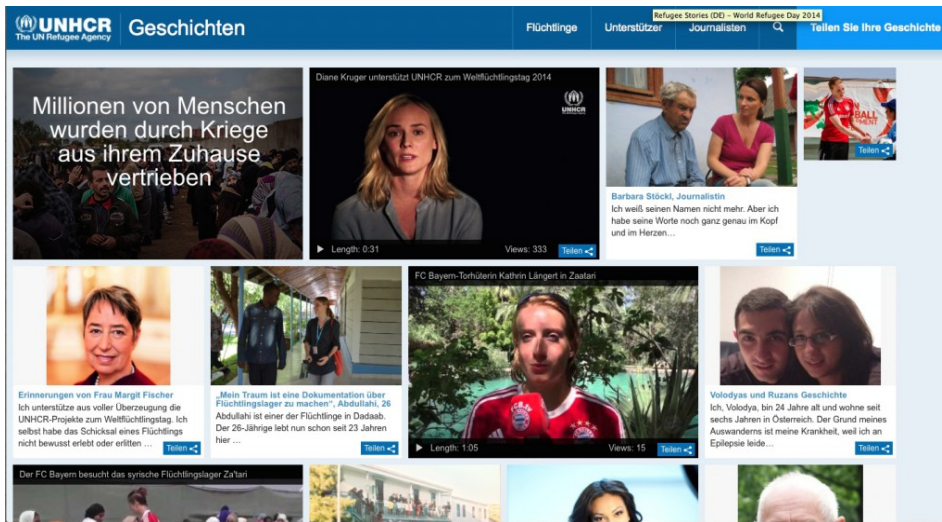 UNHCR
The UN Refugee Agency
Geschichten
Flüchtlinge
Unterstützer
Journalisten
Refugee Stories (DE) – World Refugee Day 2014
Teilen Sie Ihre Geschichte
Millionen von Menschen
wurden durch Kriege
aus ihrem Zuhause
vertrieben
Diane Kruger unterstützt UNHCR zum Weltflüchtlingstag 2014
UNHCR
Length: 0:31
Views: 333
Teilen
Barbara Stöckl, Journalistin
Ich weiß seinen Namen nicht mehr. Aber ich
habe seine Worte noch ganz genau im Kopf
und im Herzen…
Teilen
Teilen
Erinnerungen von Frau Margit Fischer
Ich unterstütze aus voller Überzeugung die
UNHCR-Projekte zum Weltflüchtlingstag. Ich
selbst habe das Schicksal eines Flüchtlings
nicht bewusst erlebt oder erlitten …
Teilen
„Mein Traum ist eine Dokumentation über
Flüchtlingslager zu machen“, Abdullahi, 26
Abdullahi ist einer der Flüchtlinge in Dadaab.
Der 26-Jährige lebt nun schon seit 23 Jahren
hier …
Teilen
FC Bayern-Torhüterin Kathrin Längert in Zaatari
Length: 1:05
Views: 15
Teilen
Volodyas und Ruzans Geschichte
Ich, Volodya, bin 24 Jahre alt und wohne seit
sechs Jahren in Österreich. Der Grund meines
Auswanderns ist meine Krankheit, weil ich an
Epilepsie leide…
Teilen
Der FC Bayern besucht das syrische Flüchtlingslager Za'tari